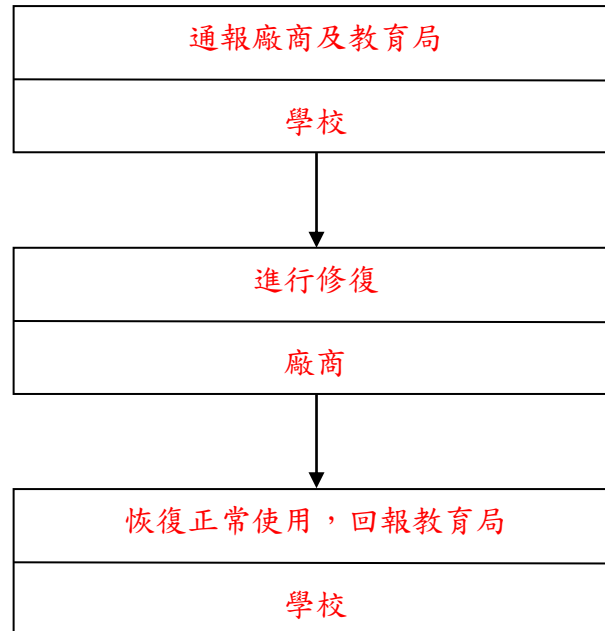 通報廠商及教育局
學校
進行修復
廠商
恢復正常使用，回報教育局
學校